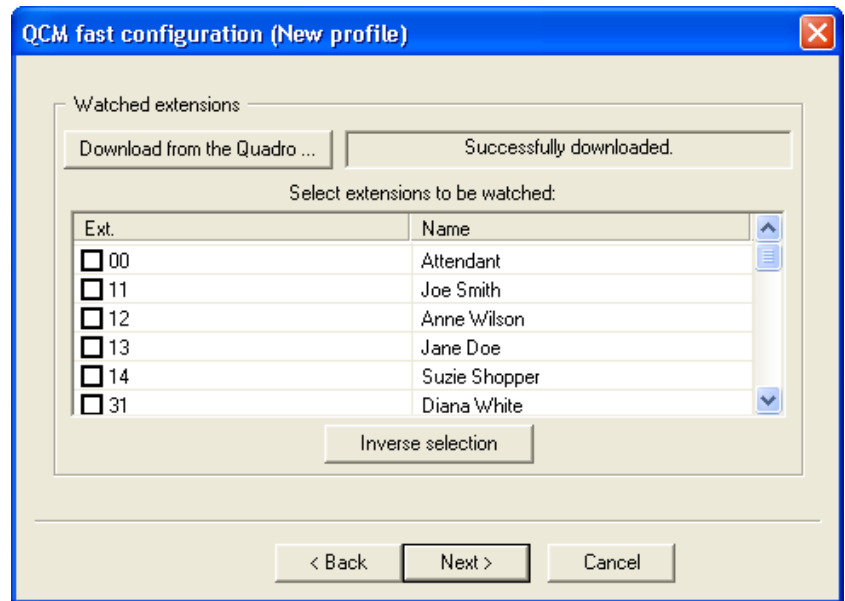 QCM fast configuration (New profile)
Watched extensions
Download from the Quadro ... Successfully downloaded.
Select extensions to be watched:
Ext. Name
00 Attendant
11 Joe Smith
12 Anne Wilson
13 Jane Doe
14 Suzie Shopper
31 Diana White
Inverse selection
< Back Next > Cancel